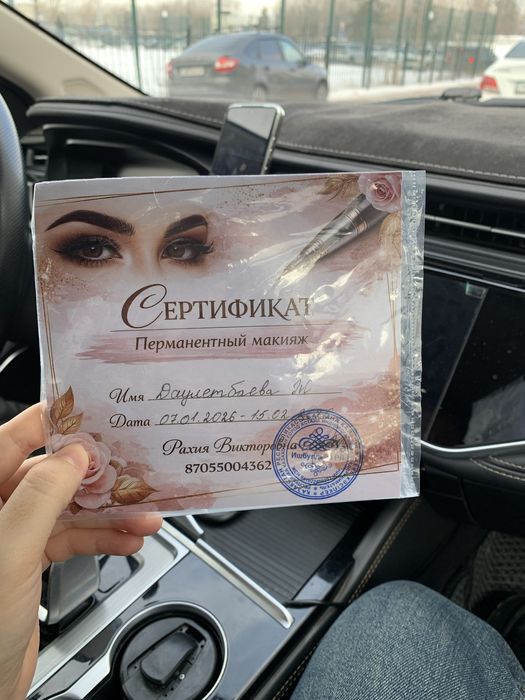 Сертификат
Перманентный макияж
Имя Даулетбаева Ж
Дата 07.01.2026 - 15.02
Рахия Викторовна
87055004362